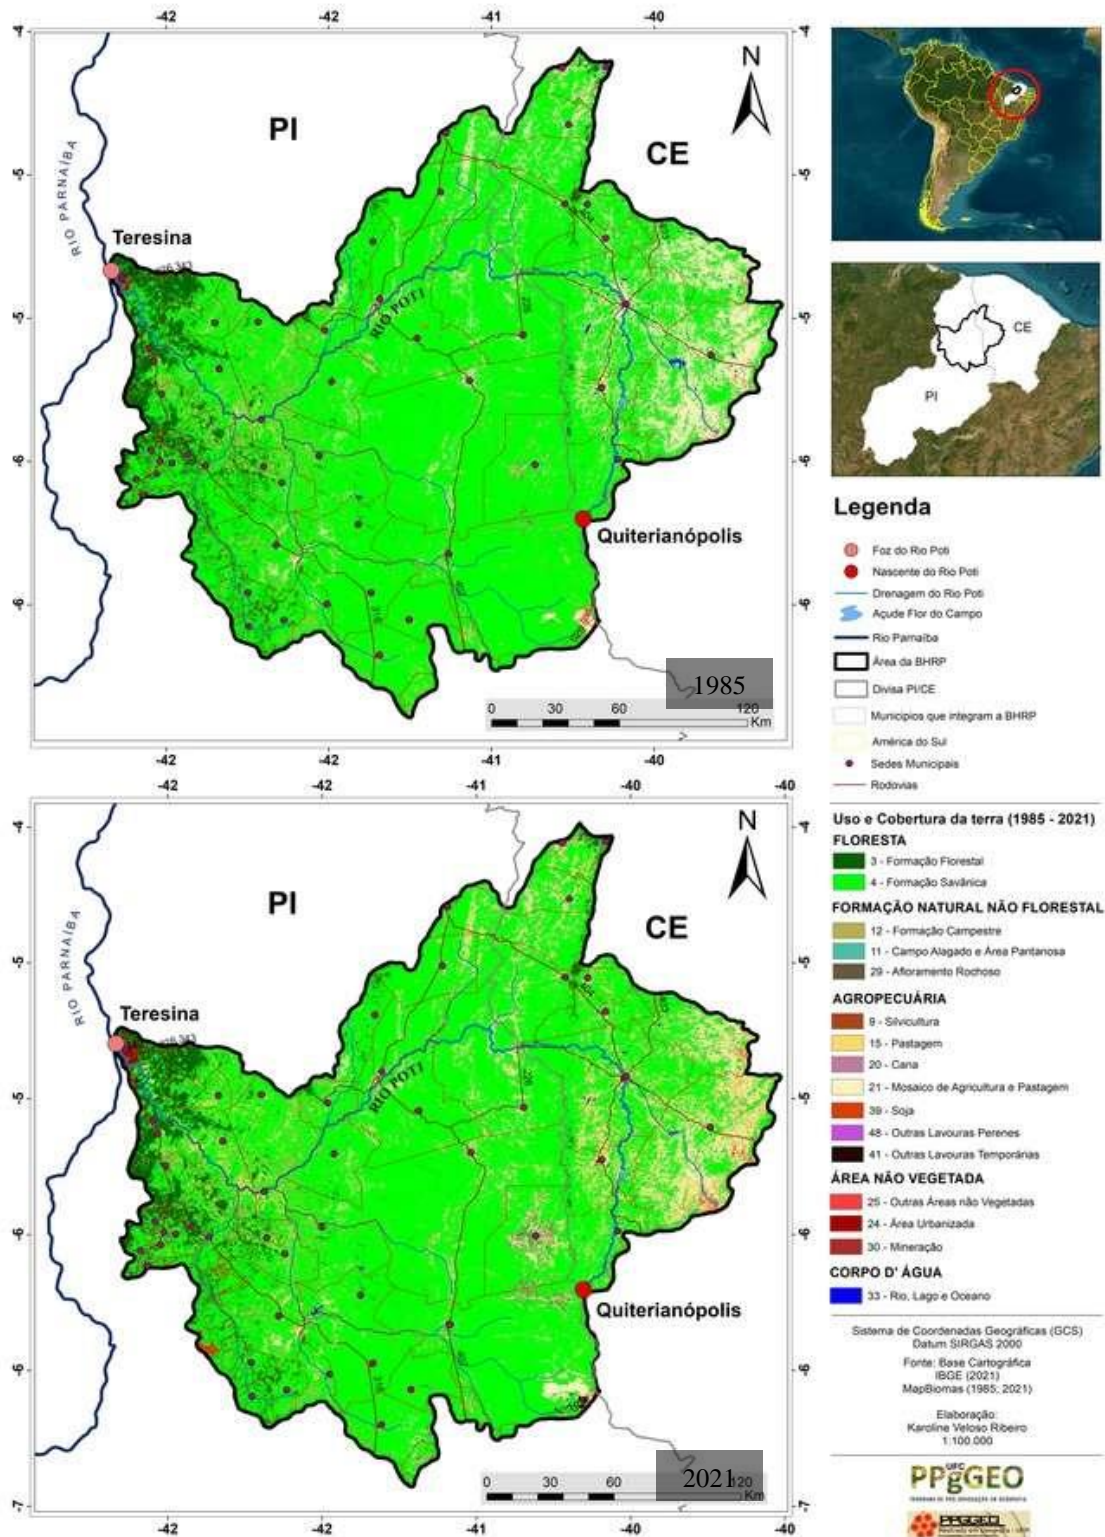 -42
-42
-41
-40
-4
-4
N
PI
CE
RIO PARNAÍBA
-5
-5
Teresina
RIO POTI
-5
-5
-6
-6
Quiterianópolis
-6
-6
1985
0 30 60 120
Km
-42
-42
-41
-40
-42
-42
-41
-40
-40
-4
-4
N
PI
CE
RIO PARNAÍBA
-5
-5
Teresina
RIO POTI
-5
-5
-6
-6
Quiterianópolis
-6
-6
2021
0 30 60 120
Km
-7
-7
-42
-42
-41
-40
-40
CE
PI
Legenda
Foz do Rio Poti
Nascente do Rio Poti
Drenagem do Rio Poti
Açude Flor do Campo
Rio Parnaíba
Área da BHRP
Divisa PI/CE
Municipios que integram a BHRP
América do Sul
Sedes Municipais
Rodovias
Uso e Cobertura da terra (1985 - 2021)
FLORESTA
3 - Formação Florestal
4 - Formação Savânica
FORMAÇÃO NATURAL NÃO FLORESTAL
12 - Formação Campestre
11 - Campo Alagado e Área Pantanosa
29 - Afloramento Rochoso
AGROPECUÁRIA
9 - Silvicultura
15 - Pastagem
20 - Cana
21 - Mosaico de Agricultura e Pastagem
39 - Soja
48 - Outras Lavouras Perenes
41 - Outras Lavouras Temporárias
ÁREA NÃO VEGETADA
25 - Outras Áreas não Vegetadas
24 - Área Urbanizada
30 - Mineração
CORPO D' ÁGUA
33 - Rio, Lago e Oceano
Sistema de Coordenadas Geográficas (GCS)
Datum SIRGAS 2000
Fonte: Base Cartográfica
IBGE (2021)
MapBiomas (1985; 2021)
Elaboração:
Karoline Veloso Ribeiro
1:100.000
UFC
PPgGEO
PPGGEO